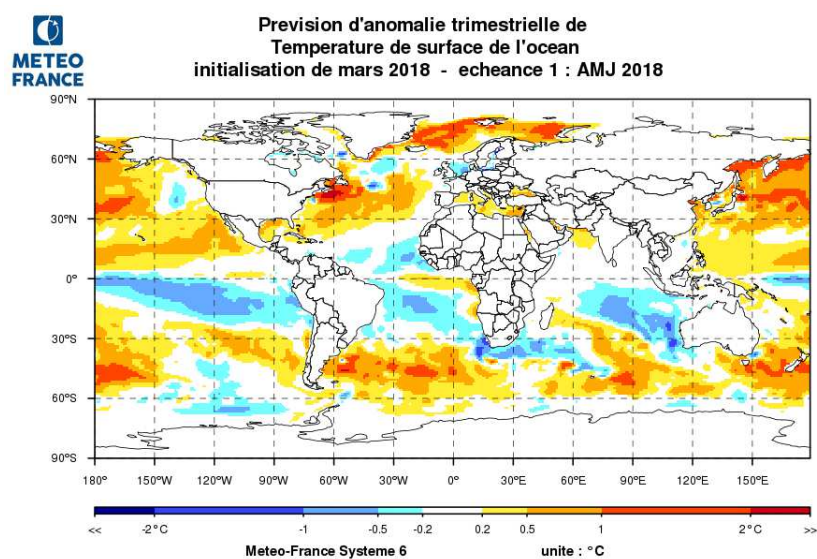 METEO
FRANCE
Prevision d'anomalie trimestrielle de
Temperature de surface de l'ocean
initialisation de mars 2018 - echeance 1 : AMJ 2018
90°N
60°N
30°N
0°
30°S
60°S
90°S
180° 150°W 120°W 90°W 60°W 30°W 0° 30°E 60°E 90°E 120°E 150°E
<< -2°C -1 -0.5 -0.2 0.2 0.5 1 2°C >>
Meteo-France Systeme 6 unite : °C